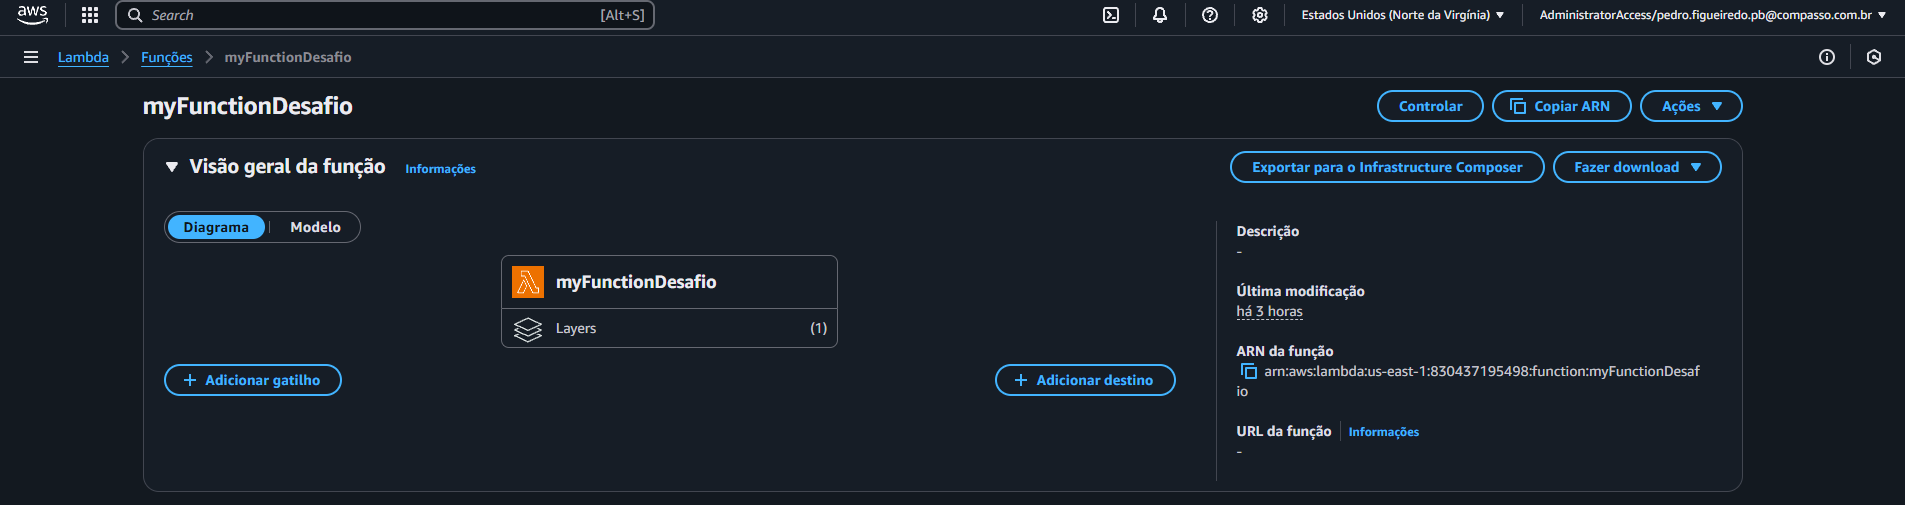 aws
Search [Alt+S]
Estados Unidos (Norte da Virgínia)
AdministratorAccess/pedro.figueiredo.pb@compasso.com.br
Lambda
Funções
myFunctionDesafio
myFunctionDesafio
Controlar
Copiar ARN
Ações
Visão geral da função
Informações
Exportar para o Infrastructure Composer
Fazer download
Diagrama
Modelo
myFunctionDesafio
Layers (1)
Adicionar gatilho
Adicionar destino
Descrição
-
Última modificação
há 3 horas
ARN da função
arn:aws:lambda:us-east-1:830437195498:function:myFunctionDesaf
io
URL da função
Informações
-